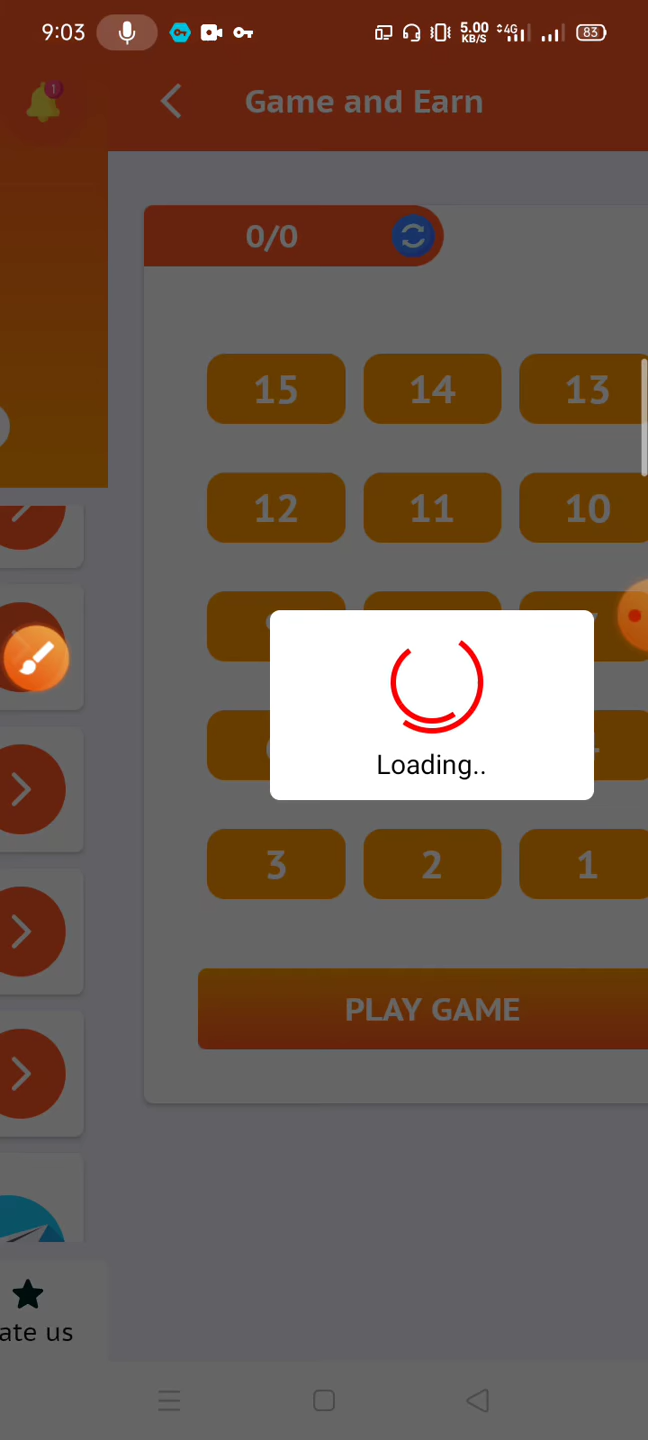 9:03 5.00 KB/S 4G 83
1
Game and Earn
0/0
15 14 13
12 11 10
Loading..
3 2 1
PLAY GAME
ate us